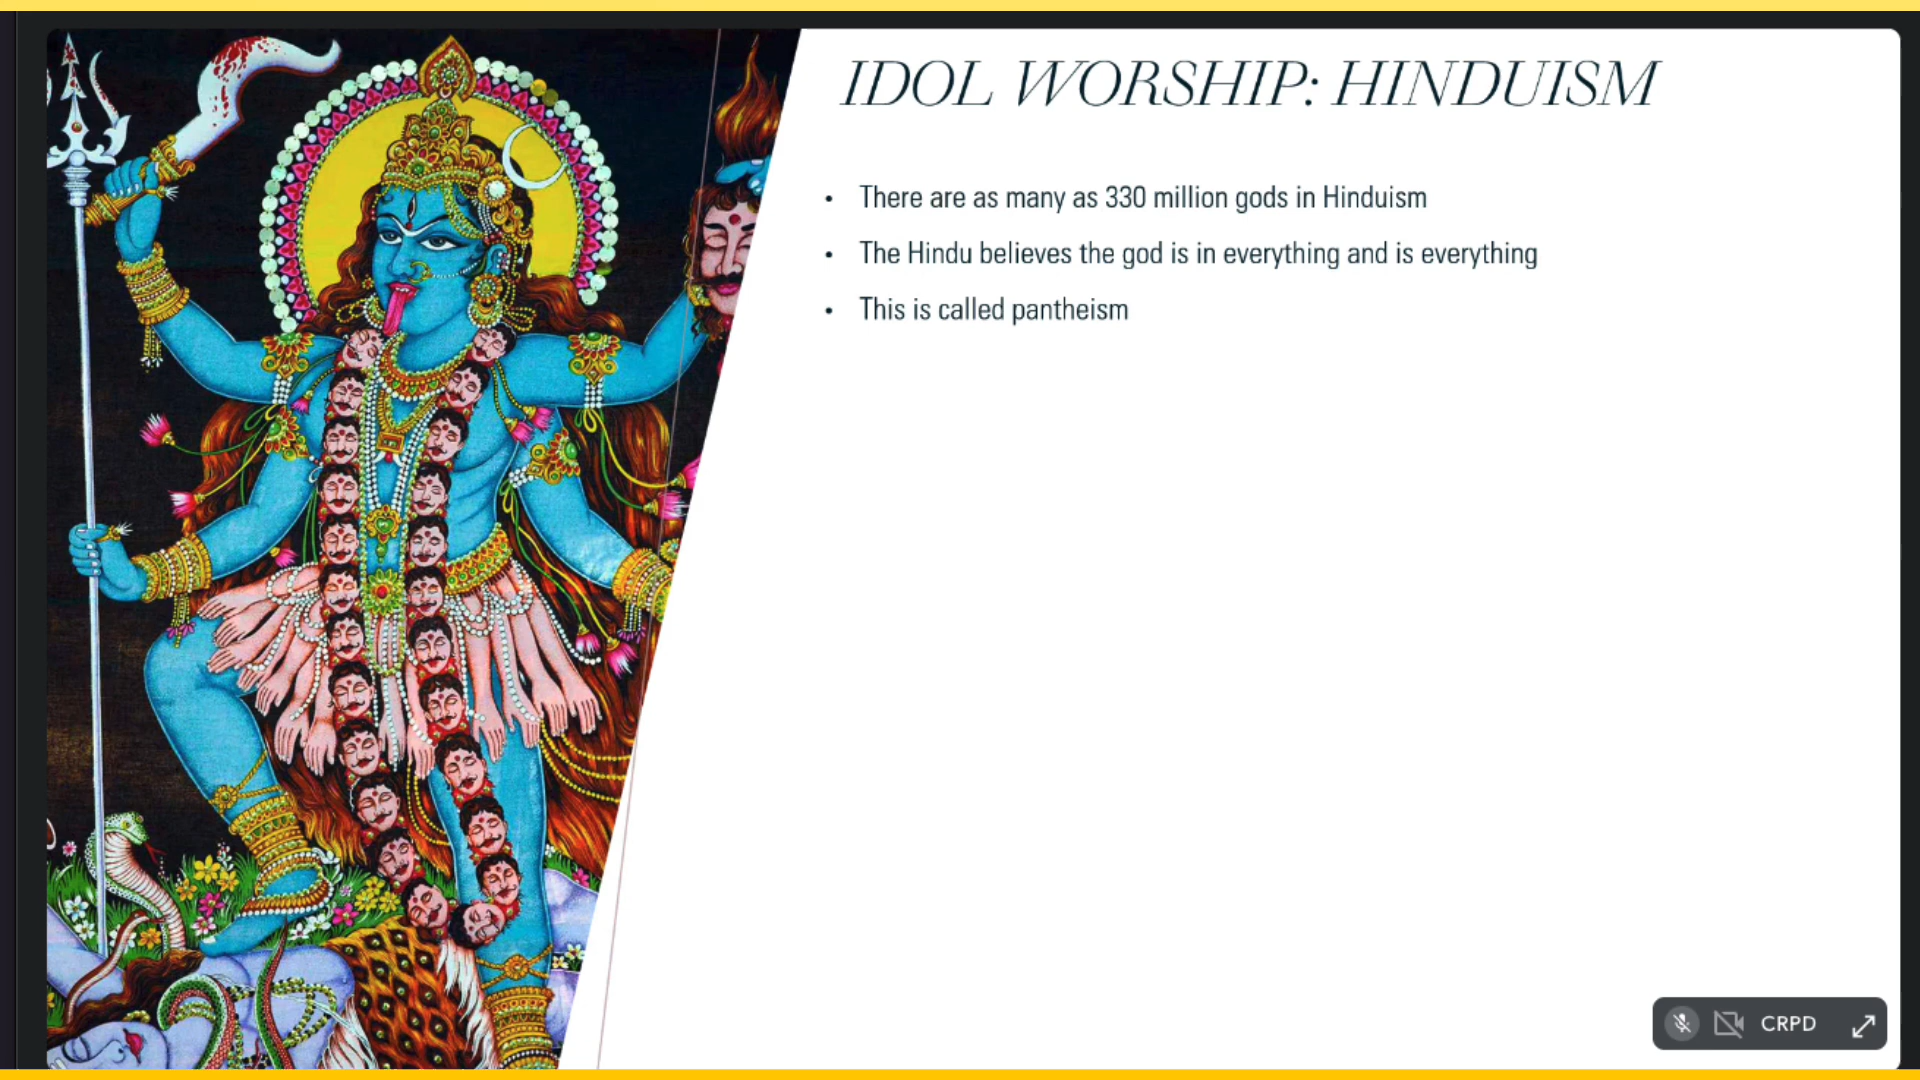 IDOL WORSHIP: HINDUISM
• There are as many as 330 million gods in Hinduism
• The Hindu believes the god is in everything and is everything
• This is called pantheism
CRPD